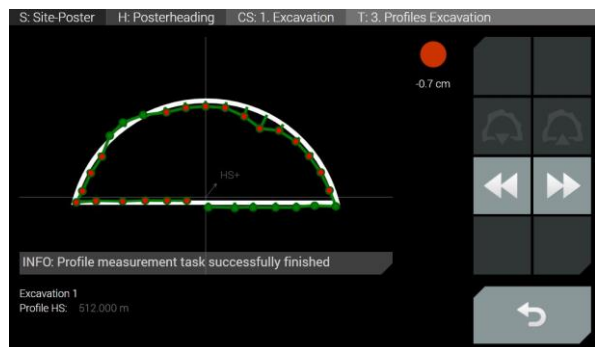 S: Site-Poster H: Posterheading CS: 1. Excavation T: 3. Profiles Excavation
-0.7 cm
HS+
INFO: Profile measurement task successfully finished
Excavation 1
Profile HS: 512.000 m